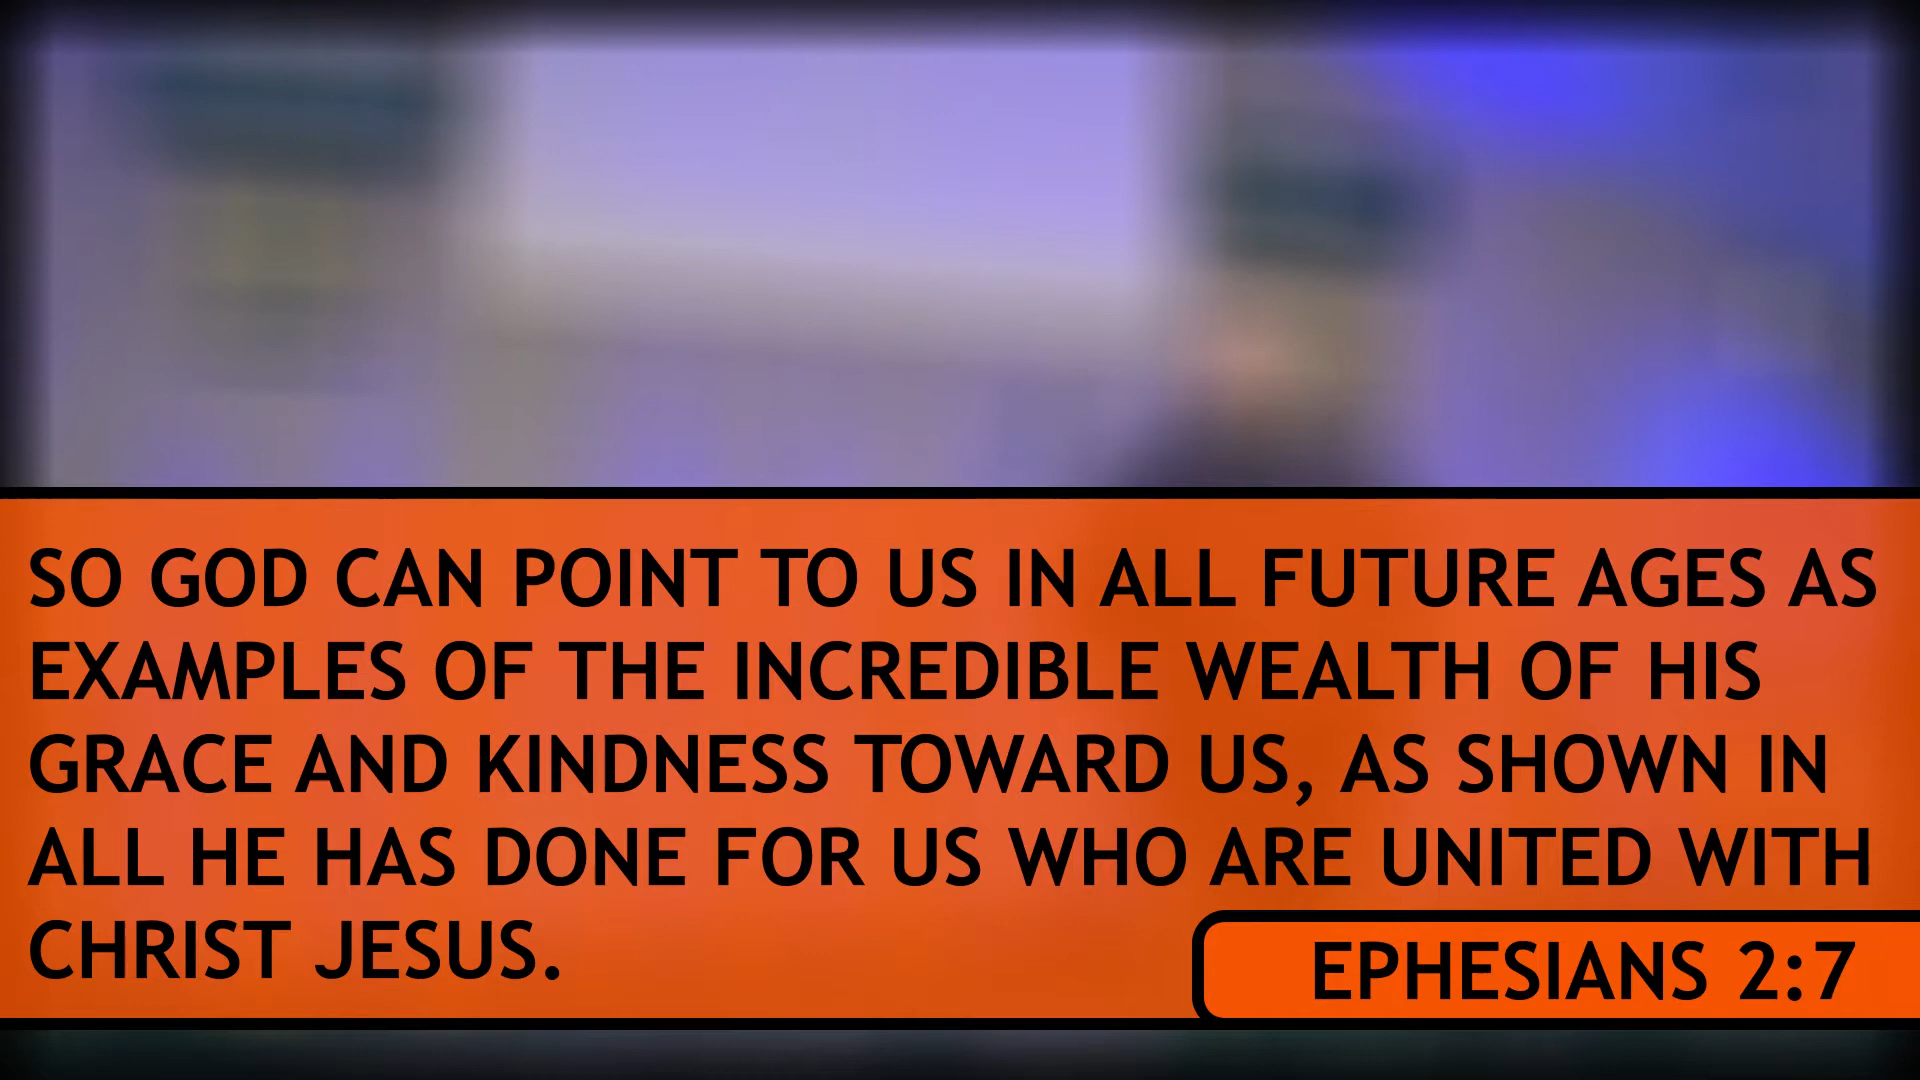 SO GOD CAN POINT TO US IN ALL FUTURE AGES AS
EXAMPLES OF THE INCREDIBLE WEALTH OF HIS
GRACE AND KINDNESS TOWARD US, AS SHOWN IN
ALL HE HAS DONE FOR US WHO ARE UNITED WITH
CHRIST JESUS.
EPHESIANS 2:7